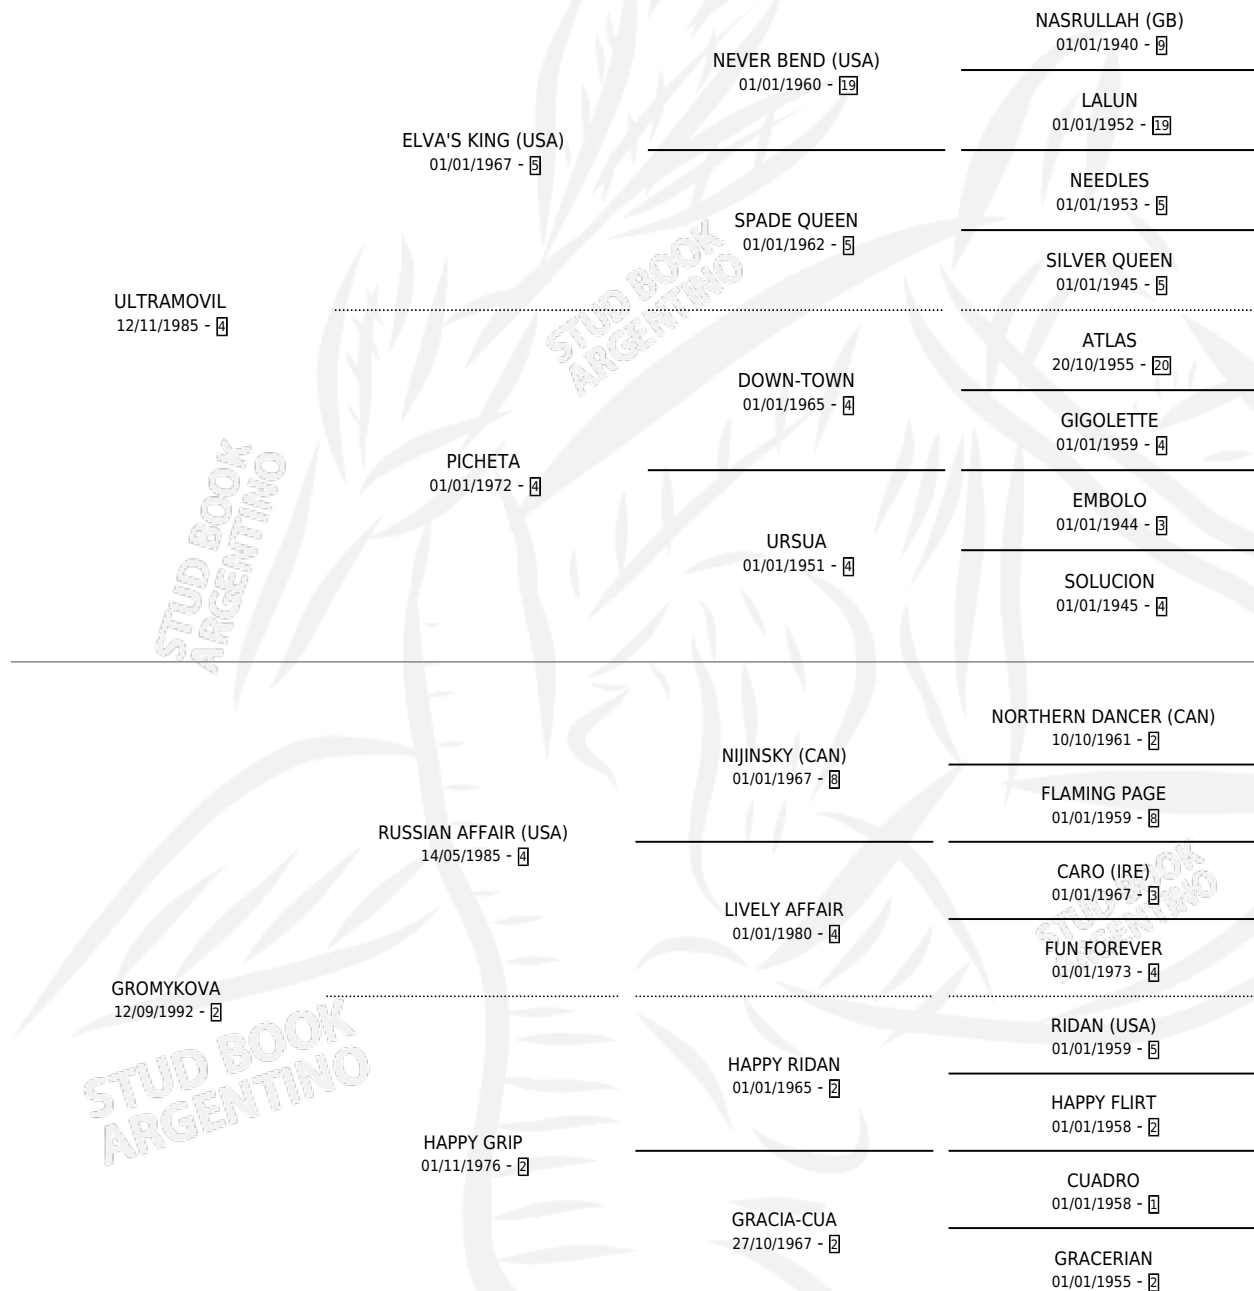 NASRULLAH (GB)
01/01/1940 - 9
NEVER BEND (USA)
01/01/1960 - 19
LALUN
01/01/1952 - 19
ELVA'S KING (USA)
01/01/1967 - 5
NEEDLES
01/01/1953 - 5
SPADE QUEEN
01/01/1962 - 5
SILVER QUEEN
01/01/1945 - 5
ULTRAMOVIL
12/11/1985 - 4
ATLAS
20/10/1955 - 20
DOWN-TOWN
01/01/1965 - 4
GIGOLETTE
01/01/1959 - 4
PICHETA
01/01/1972 - 4
EMBOLO
01/01/1944 - 3
URSUA
01/01/1951 - 4
SOLUCION
01/01/1945 - 4
STUD BOOK
ARGENTINO
STUD BOOK
ARGENTINO
NORTHERN DANCER (CAN)
10/10/1961 - 2
NIJINSKY (CAN)
01/01/1967 - 8
FLAMING PAGE
01/01/1959 - 8
RUSSIAN AFFAIR (USA)
14/05/1985 - 4
CARO (IRE)
01/01/1967 - 3
LIVELY AFFAIR
01/01/1980 - 4
FUN FOREVER
01/01/1973 - 4
GROMYKOVA
12/09/1992 - 2
RIDAN (USA)
01/01/1959 - 5
HAPPY RIDAN
01/01/1965 - 2
HAPPY FLIRT
01/01/1958 - 2
HAPPY GRIP
01/11/1976 - 2
CUADRO
01/01/1958 - 1
GRACIA-CUA
27/10/1967 - 2
GRACERIAN
01/01/1955 - 2
STUD BOOK
ARGENTINO
STUD BOOK
ARGENTINO